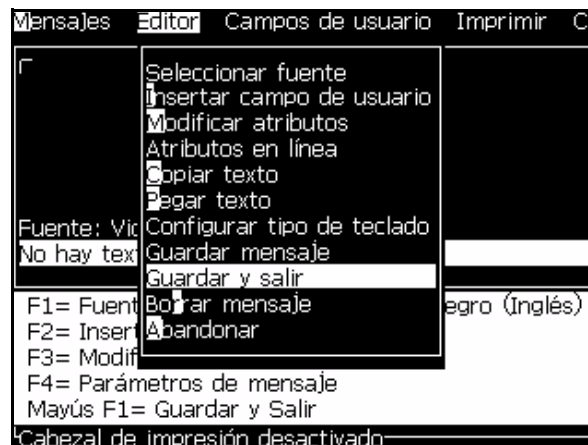 Mensajes Editor Campos de usuario Imprimir C
Seleccionar fuente
Insertar campo de usuario
Modificar atributos
Atributos en línea
Copiar texto
Pegar texto
Fuente: Vid Configurar tipo de teclado
No hay text Guardar mensaje
Guardar y salir
F1= Fuent Borrar mensaje egro (Inglés)
F2= Insert Abandonar
F3= Modif
F4= Parámetros de mensaje
Mayús F1= Guardar y Salir
Cabezal de impresión desactivado